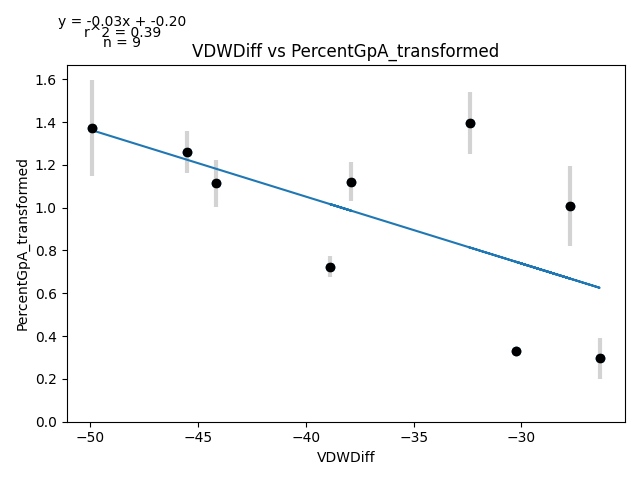 y = -0.03x + -0.20
r^2 = 0.39
n = 9
VDWDiff vs PercentGpA_transformed
PercentGpA_transformed
1.6
1.4
1.2
1.0
0.8
0.6
0.4
0.2
0.0
−50
−45
−40
−35
−30
VDWDiff